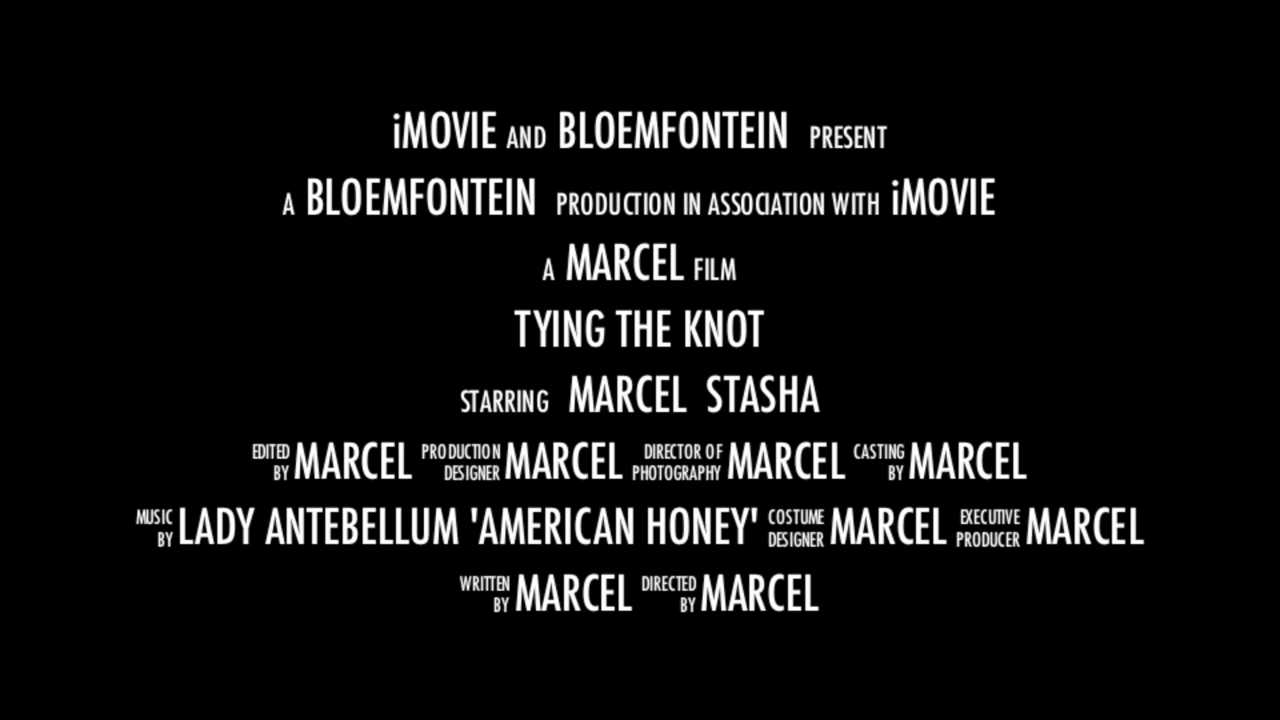 iMOVIE AND BLOEMFONTEIN PRESENT
A BLOEMFONTEIN PRODUCTION IN ASSOCIATION WITH iMOVIE
A MARCEL FILM
TYING THE KNOT
STARRING MARCEL STASHA
EDITED BY MARCEL PRODUCTION DESIGNER MARCEL DIRECTOR OF PHOTOGRAPHY MARCEL CASTING BY MARCEL
MUSIC BY LADY ANTEBELLUM 'AMERICAN HONEY' COSTUME DESIGNER MARCEL EXECUTIVE PRODUCER MARCEL
WRITTEN BY MARCEL DIRECTED BY MARCEL